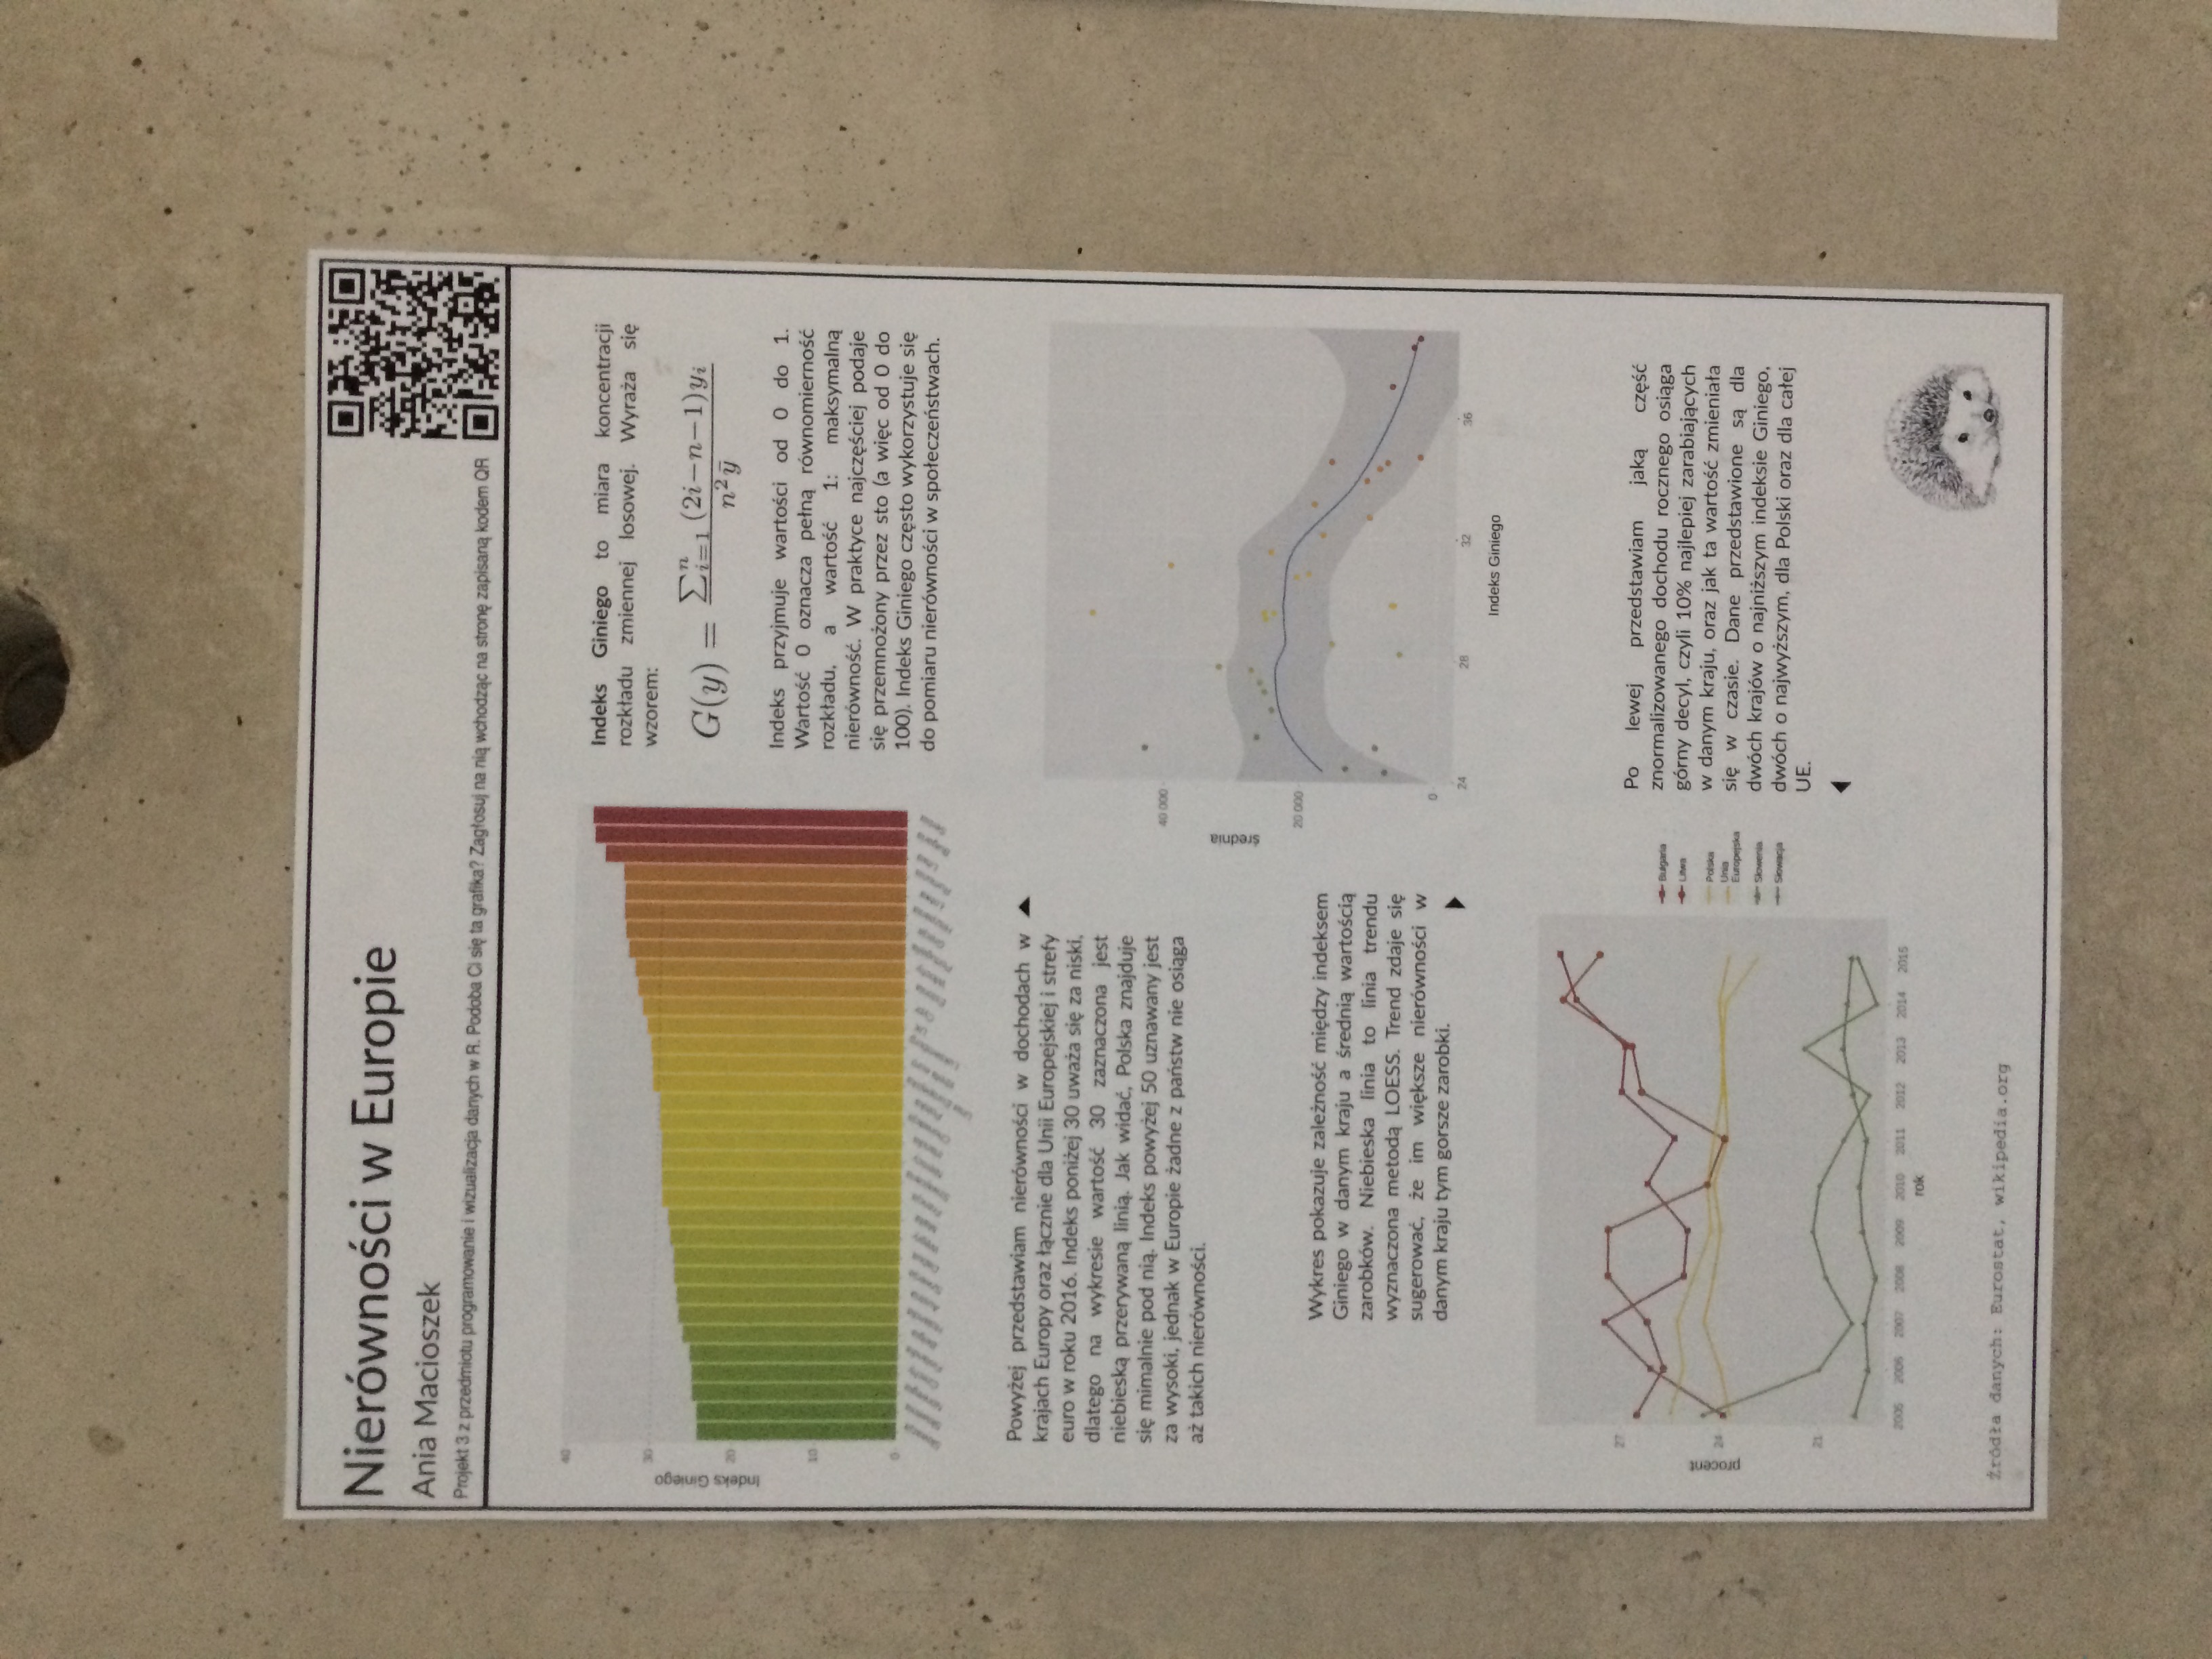 Nierówności w Europie
Ania Macioszek
Projekt 3 z przedmiotu programowanie i wizualizacja danych w R. Podoba Ci się ta grafika? Zagłosuj na nią wchodząc na stronę zapisaną kodem QR
40
30
20
10
0
Indeks Giniego
Indeks Giniego to miara koncentracji
rozkładu zmiennej losowej. Wyraża się
wzorem:
G(y) = \frac{\sum_{i=1}^{n} (2i-n-1)y_i}{n^2 \bar{y}}
Indeks przyjmuje wartości od 0 do 1.
Wartość 0 oznacza pełną równomierność
rozkładu, a wartość 1: maksymalną
nierówność. W praktyce najczęściej podaje
się przemnożony przez sto (a więc od 0 do
100). Indeks Giniego często wykorzystuje się
do pomiaru nierówności w społeczeństwach.
Powyżej przedstawiam nierówności w dochodach w
krajach Europy oraz łącznie dla Unii Europejskiej i strefy
euro w roku 2016. Indeks poniżej 30 uważa się za niski,
dlatego na wykresie wartość 30 zaznaczona jest
niebieską przerywaną linią. Jak widać, Polska znajduje
się mimalnie pod nią. Indeks powyżej 50 uznawany jest
za wysoki, jednak w Europie żadne z państw nie osiąga
aż takich nierówności.
40 000
20 000
0
średnia
24 28 32 36
Indeks Giniego
Wykres pokazuje zależność między indeksem
Giniego w danym kraju a średnią wartością
zarobków. Niebieska linia to linia trendu
wyznaczona metodą LOESS. Trend zdaje się
sugerować, że im większe nierówności w
danym kraju tym gorsze zarobki.
27
24
21
procent
2005 2006 2007 2008 2009 2010 2011 2012 2013 2014 2015
rok
Bułgaria
Litwa
Polska
Unia
Europejska
Słowenia
Słowacja
Po lewej przedstawiam jaką część
znormalizowanego dochodu rocznego osiąga
górny decyl, czyli 10% najlepiej zarabiających
w danym kraju, oraz jak ta wartość zmieniała
się w czasie. Dane przedstawione są dla
dwóch krajów o najniższym indeksie Giniego,
dwóch o najwyższym, dla Polski oraz dla całej
UE.
Źródła danych: Eurostat, wikipedia.org